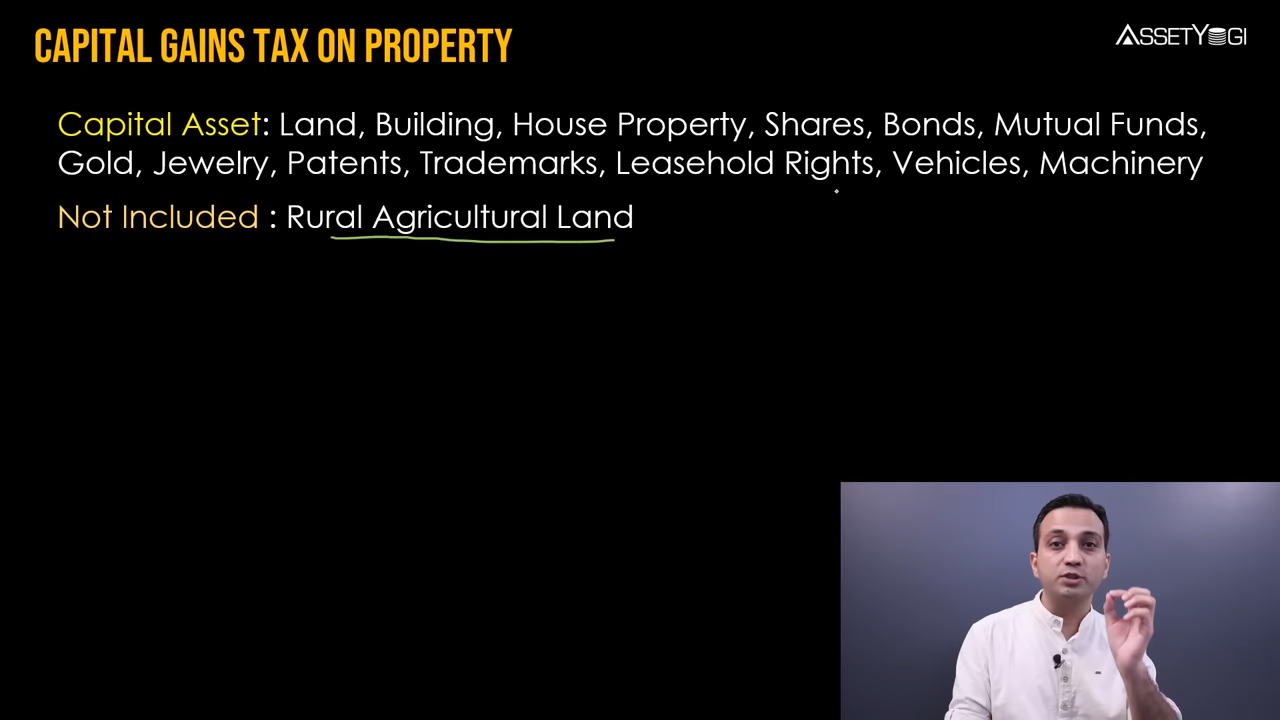 CAPITAL GAINS TAX ON PROPERTY
ASSETYOGI
Capital Asset: Land, Building, House Property, Shares, Bonds, Mutual Funds,
Gold, Jewelry, Patents, Trademarks, Leasehold Rights, Vehicles, Machinery
Not Included : Rural Agricultural Land